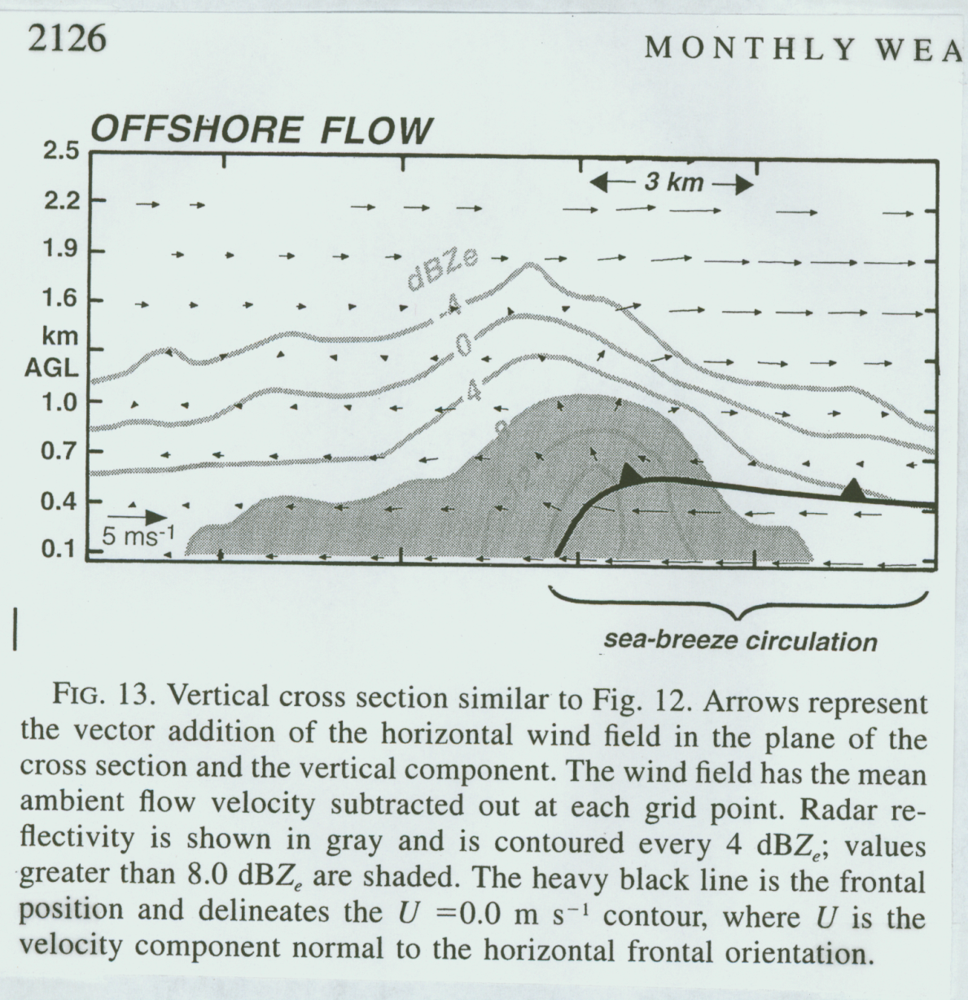 2126
MONTHLY WEA
OFFSHORE FLOW
2.5
3 km
2.2
1.9
dBZe
1.6
-4
km
0
AGL
4
1.0
8
0.7
12
0.4
5 ms-1
0.1
sea-breeze circulation
FIG. 13. Vertical cross section similar to Fig. 12. Arrows represent
the vector addition of the horizontal wind field in the plane of the
cross section and the vertical component. The wind field has the mean
ambient flow velocity subtracted out at each grid point. Radar re-
flectivity is shown in gray and is contoured every 4 dBZe; values
greater than 8.0 dBZe are shaded. The heavy black line is the frontal
position and delineates the U =0.0 m s−1 contour, where U is the
velocity component normal to the horizontal frontal orientation.